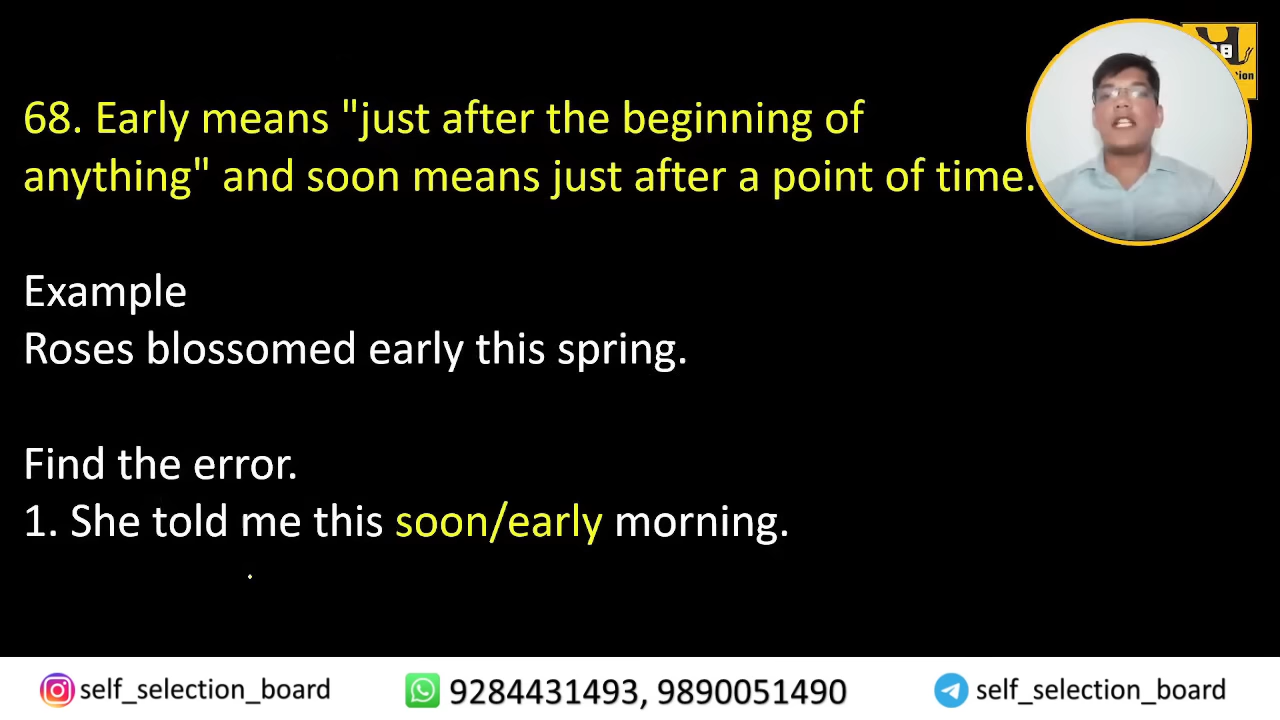 68. Early means "just after the beginning of
anything" and soon means just after a point of time.
Example
Roses blossomed early this spring.
Find the error.
1. She told me this soon/early morning.
self_selection_board
9284431493, 9890051490
self_selection_board